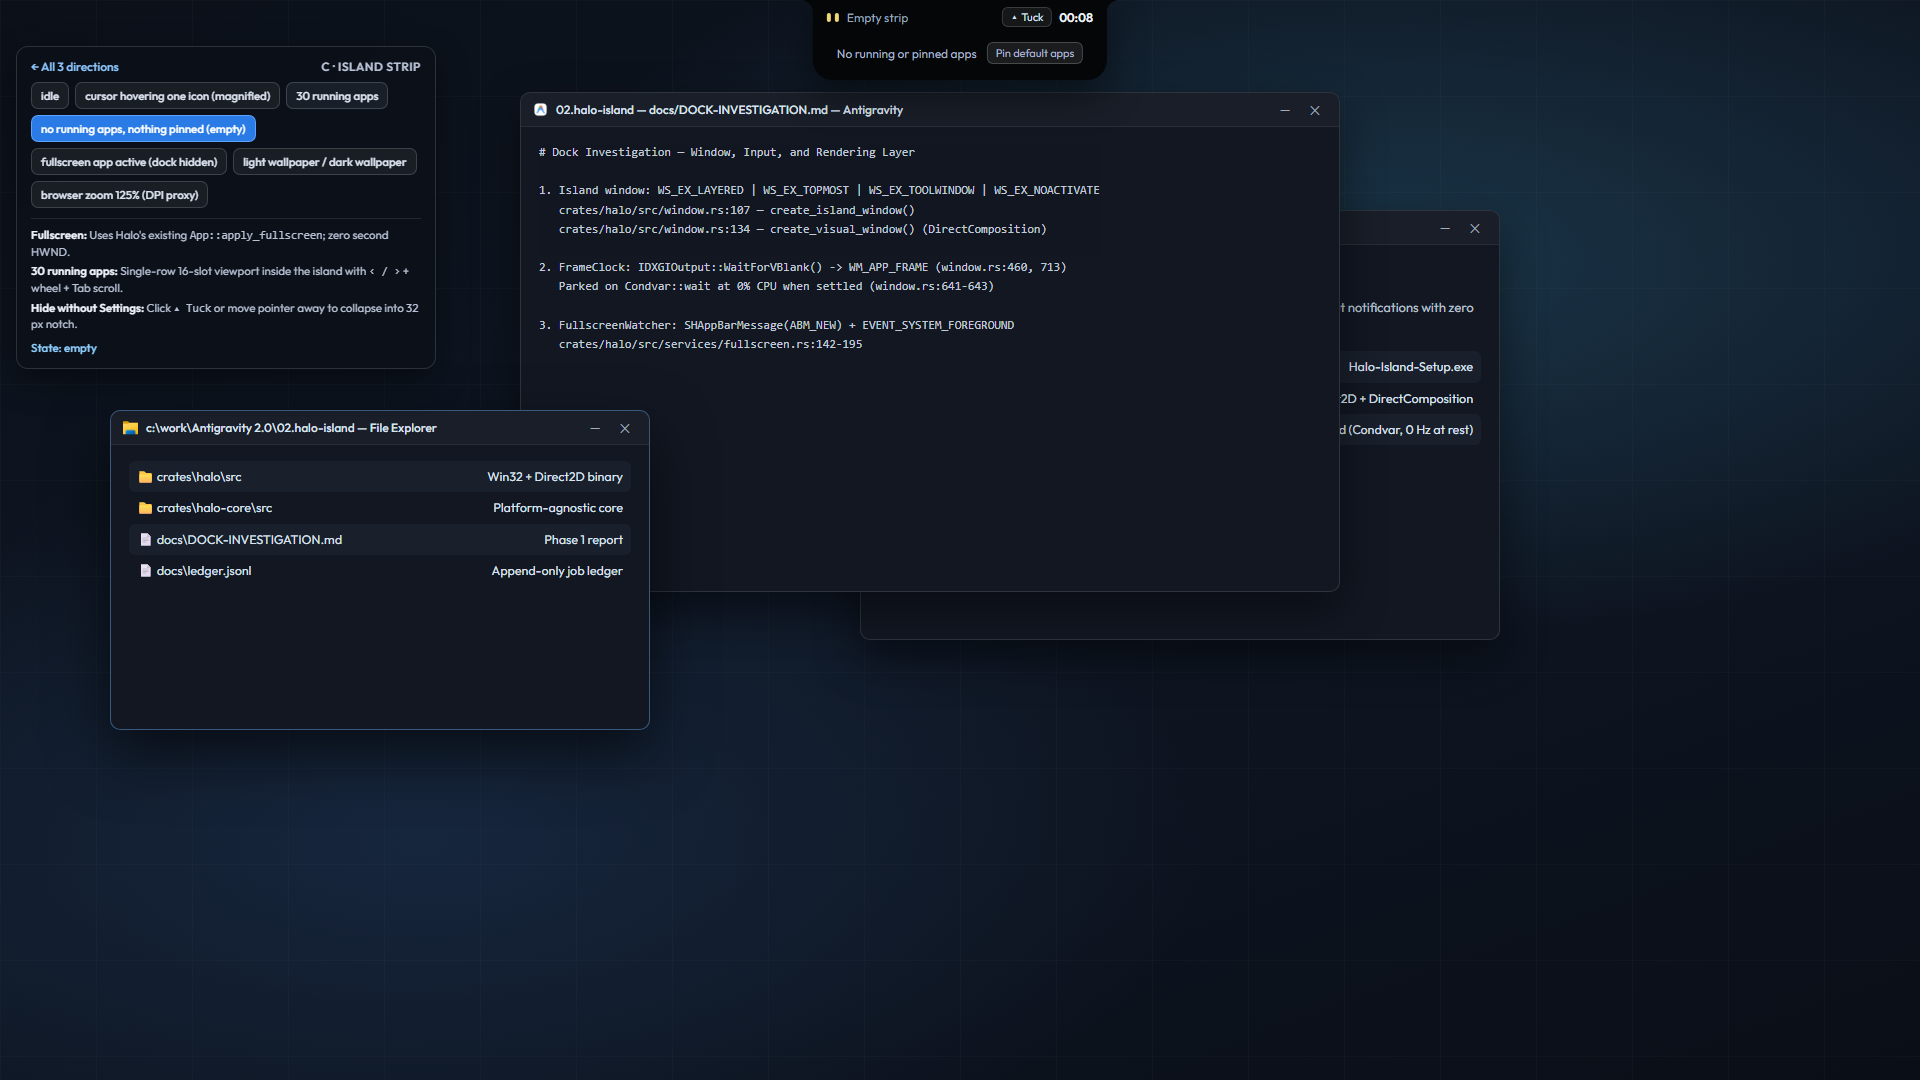 Empty strip
▲ Tuck 00:08
No running or pinned apps Pin default apps
← All 3 directions
C · ISLAND STRIP
idle
cursor hovering one icon (magnified)
30 running apps
no running apps, nothing pinned (empty)
fullscreen app active (dock hidden)
light wallpaper / dark wallpaper
browser zoom 125% (DPI proxy)
Fullscreen: Uses Halo's existing App::apply_fullscreen; zero second
HWND.
30 running apps: Single-row 16-slot viewport inside the island with ‹ / › +
wheel + Tab scroll.
Hide without Settings: Click ▲ Tuck or move pointer away to collapse into 32
px notch.
State: empty
02.halo-island — docs/DOCK-INVESTIGATION.md — Antigravity
# Dock Investigation — Window, Input, and Rendering Layer
1. Island window: WS_EX_LAYERED | WS_EX_TOPMOST | WS_EX_TOOLWINDOW | WS_EX_NOACTIVATE
crates/halo/src/window.rs:107 — create_island_window()
crates/halo/src/window.rs:134 — create_visual_window() (DirectComposition)
2. FrameClock: IDXGIOutput::WaitForVBlank() -> WM_APP_FRAME (window.rs:460, 713)
Parked on Condvar::wait at 0% CPU when settled (window.rs:641-643)
3. FullscreenWatcher: SHAppBarMessage(ABM_NEW) + EVENT_SYSTEM_FOREGROUND
crates/halo/src/services/fullscreen.rs:142-195
t notifications with zero
Halo-Island-Setup.exe
2D + DirectComposition
d (Condvar, 0 Hz at rest)
c:\work\Antigravity 2.0\02.halo-island — File Explorer
crates\halo\src Win32 + Direct2D binary
crates\halo-core\src Platform-agnostic core
docs\DOCK-INVESTIGATION.md Phase 1 report
docs\ledger.jsonl Append-only job ledger